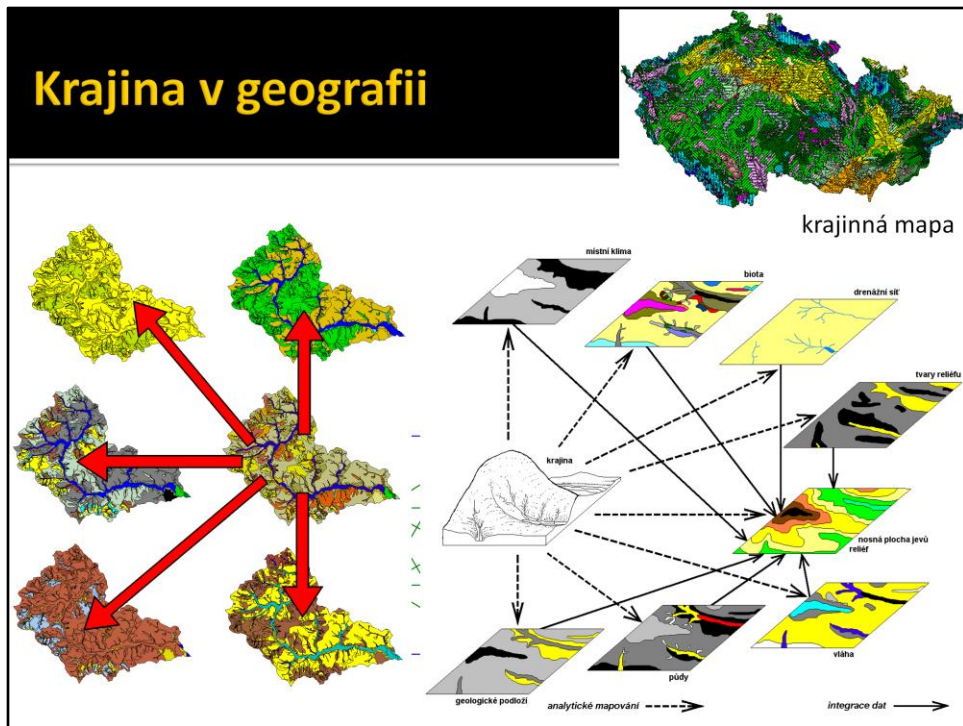 Krajina v geografii
krajinná mapa
místní klima
biota
drenážní síť
tvary reliéfu
krajina
nosná plocha jevů
reliéf
vláha
půdy
geologické podloží
analytické mapování
integrace dat